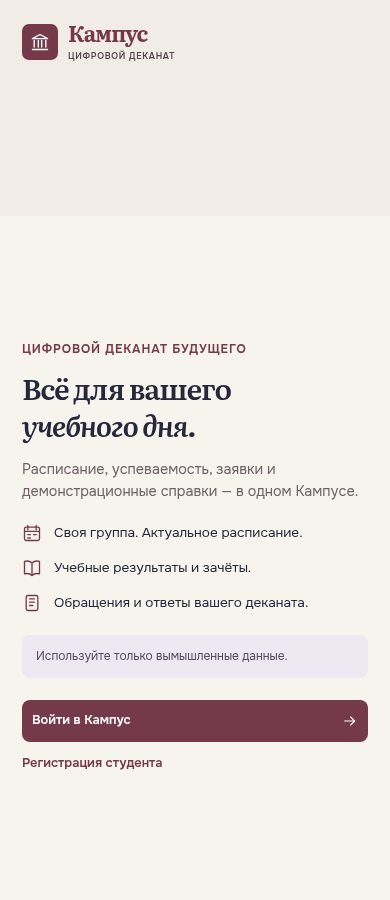 Кампус
ЦИФРОВОЙ ДЕКАНАТ
ЦИФРОВОЙ ДЕКАНАТ БУДУЩЕГО
Всё для вашего
учебного дня.
Расписание, успеваемость, заявки и
демонстрационные справки — в одном Кампусе.
Своя группа. Актуальное расписание.
Учебные результаты и зачёты.
Обращения и ответы вашего деканата.
Используйте только вымышленные данные.
Войти в Кампус
Регистрация студента